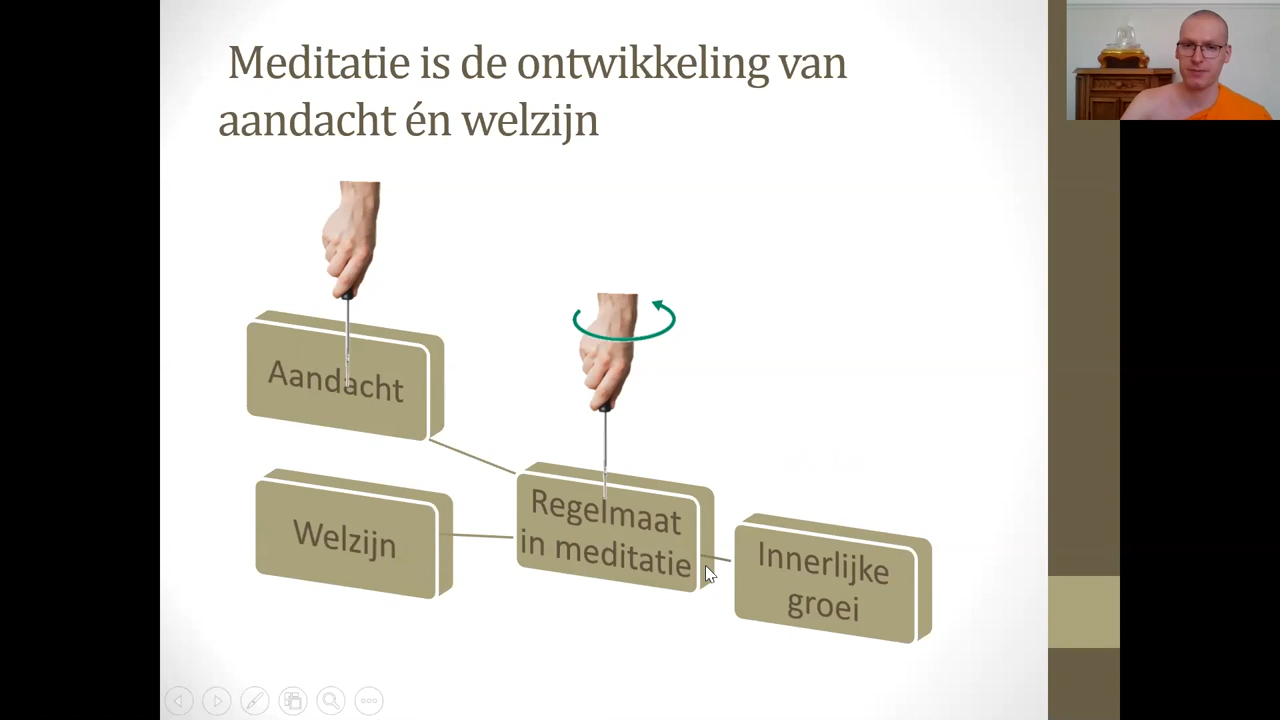 Meditatie is de ontwikkeling van
aandacht én welzijn
Aandacht
Welzijn
Regelmaat
in meditatie
Innerlijke
groei